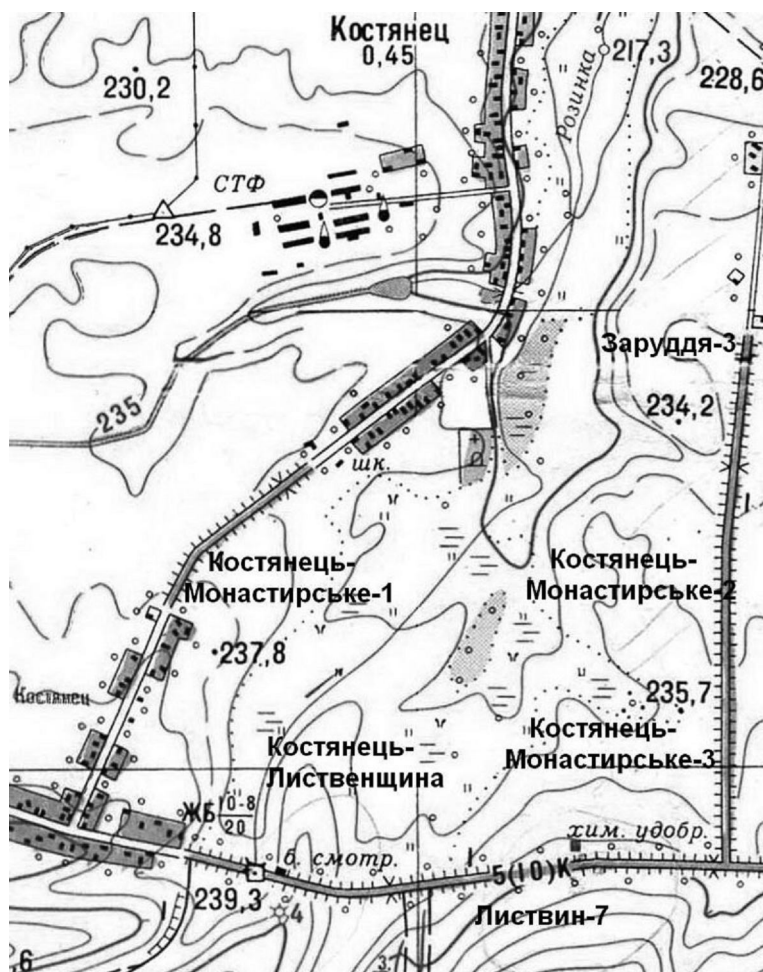 Костянец
0,45
217,3
230,2
228,6
Розинка
СТФ
234,8
Заруддя-3
235
234,2
шк.
Костянець-
Монастирське-1
Костянець-
Монастирське-2
237,8
Костянец
235,7
Костянець-
Лиственщина
Костянець-
Монастирське-3
ЖБ 10-8
20
хим. удобр.
б. смотр.
5(10)К
239,3
4
Листвин-7
,6
3.